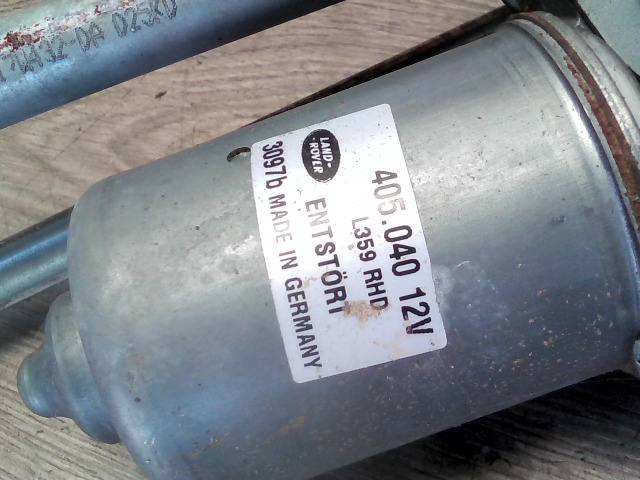 405.040 12V
L359 RHD
LAND-
ROVER
ENTSTÖRT
3097b MADE IN GERMANY